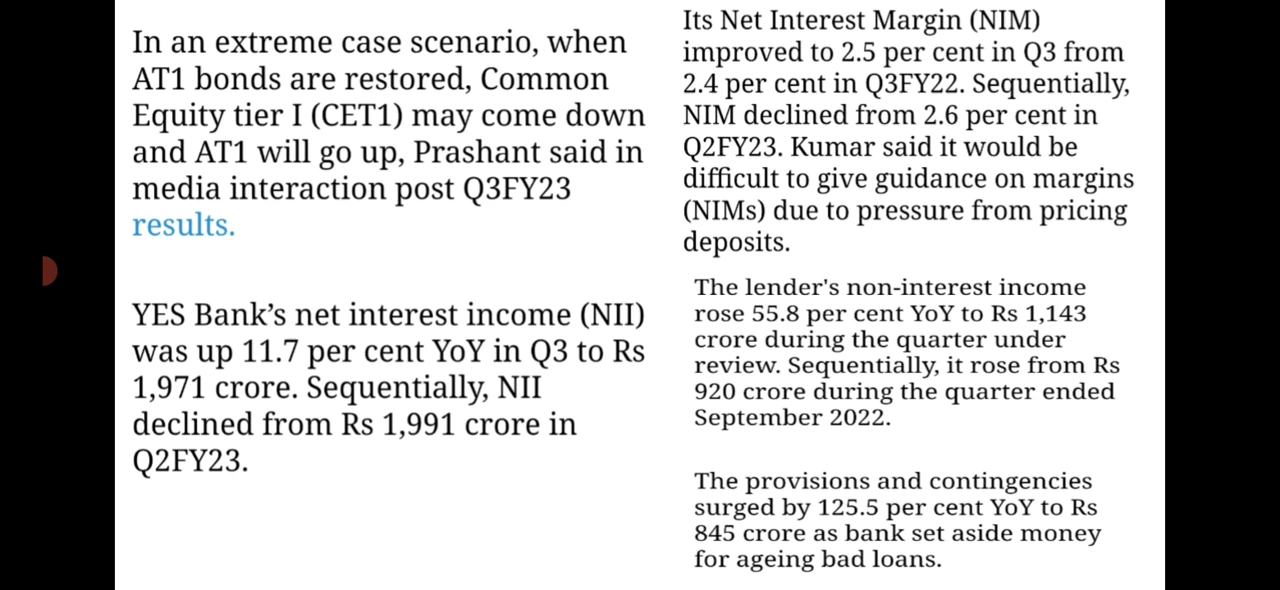 In an extreme case scenario, when
AT1 bonds are restored, Common
Equity tier I (CET1) may come down
and AT1 will go up, Prashant said in
media interaction post Q3FY23
results.
YES Bank’s net interest income (NII)
was up 11.7 per cent YoY in Q3 to Rs
1,971 crore. Sequentially, NII
declined from Rs 1,991 crore in
Q2FY23.
Its Net Interest Margin (NIM)
improved to 2.5 per cent in Q3 from
2.4 per cent in Q3FY22. Sequentially,
NIM declined from 2.6 per cent in
Q2FY23. Kumar said it would be
difficult to give guidance on margins
(NIMs) due to pressure from pricing
deposits.
The lender's non-interest income
rose 55.8 per cent YoY to Rs 1,143
crore during the quarter under
review. Sequentially, it rose from Rs
920 crore during the quarter ended
September 2022.
The provisions and contingencies
surged by 125.5 per cent YoY to Rs
845 crore as bank set aside money
for ageing bad loans.